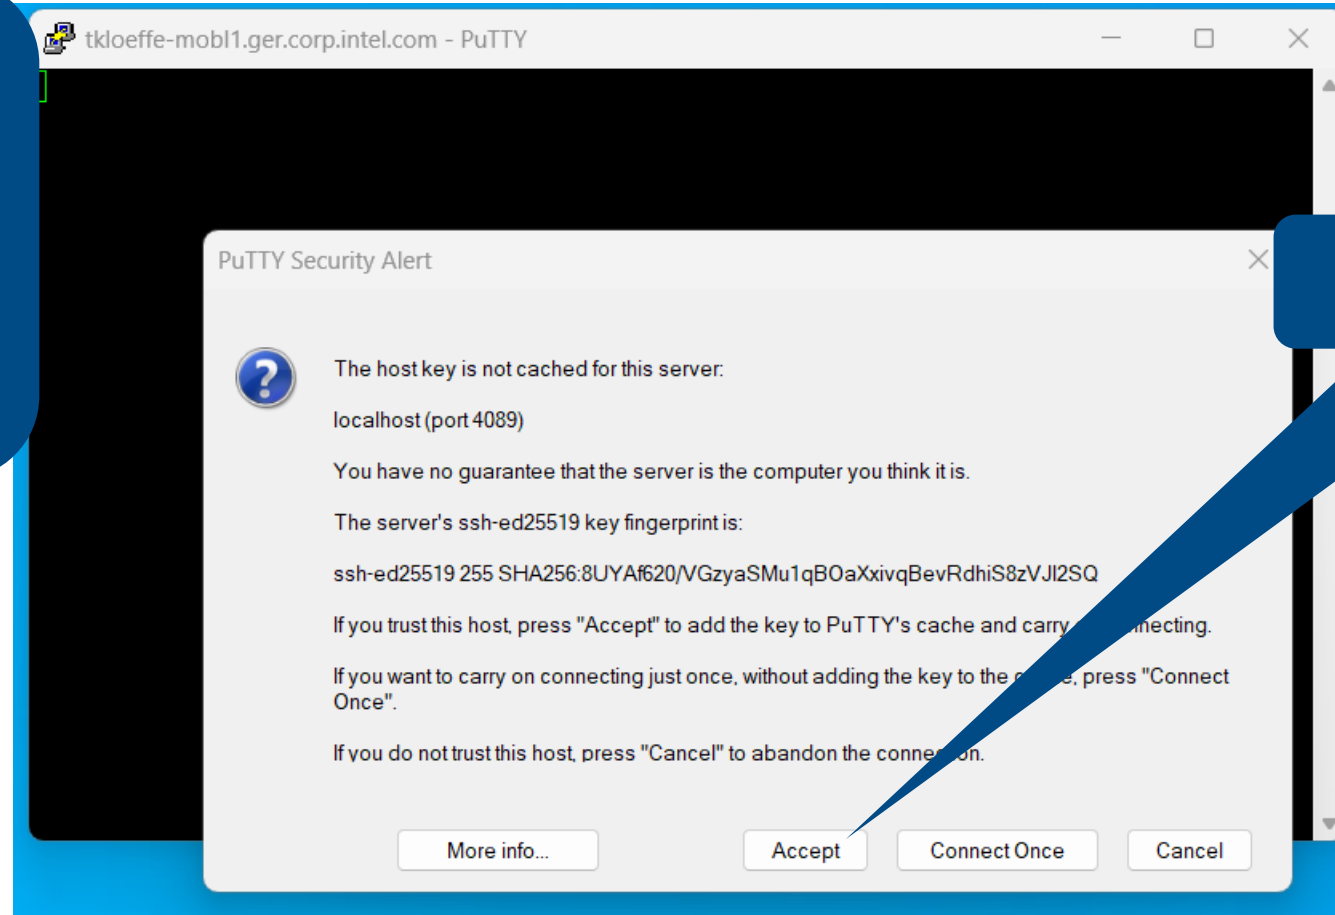 tkloeffe-mobl1.ger.corp.intel.com - PuTTY
PuTTY Security Alert
The host key is not cached for this server:
localhost (port 4089)
You have no guarantee that the server is the computer you think it is.
The server's ssh-ed25519 key fingerprint is:
ssh-ed25519 255 SHA256:8UYAf620/VGzyaSMu1qBOaXxivqBevRdhiS8zVJl2SQ
If you trust this host, press "Accept" to add the key to PuTTY's cache and carry
If you want to carry on connecting just once, without adding the key to the press "Connect
Once".
If you do not trust this host, press "Cancel" to abandon the
More info...
Accept
Connect Once
Cancel